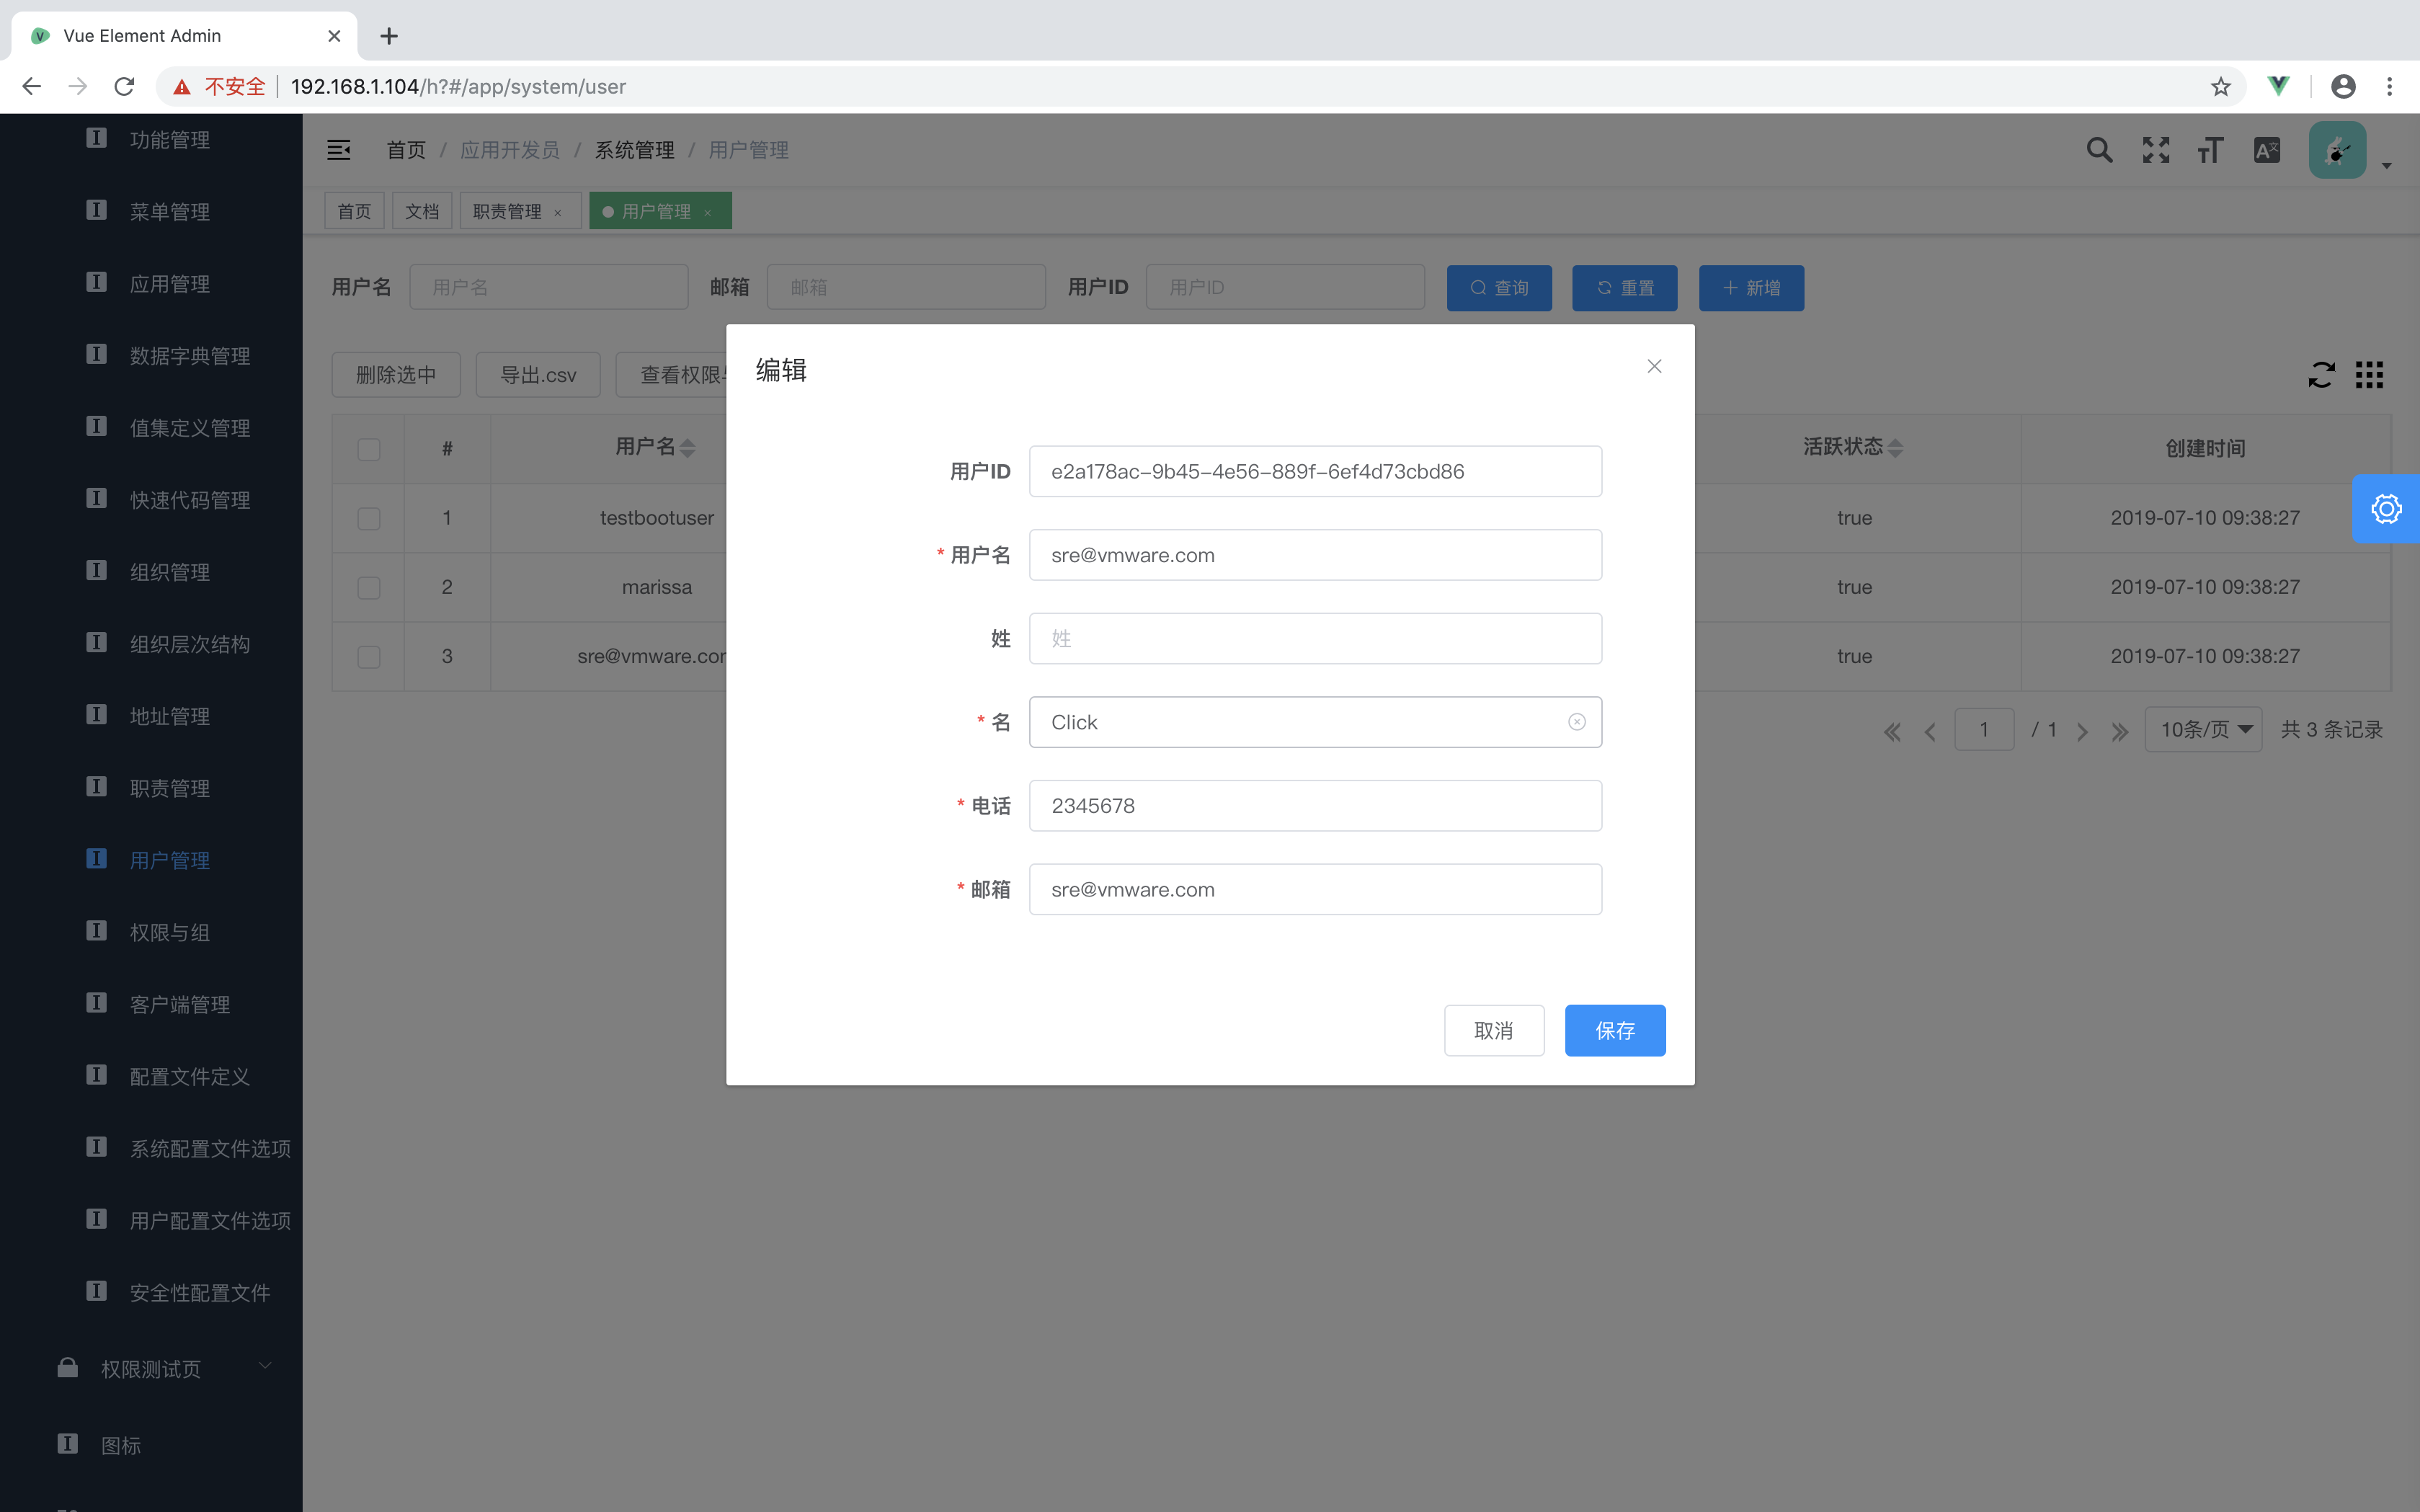 Vue Element Admin
不安全 192.168.1.104/h?#/app/system/user
功能管理
菜单管理
应用管理
数据字典管理
值集定义管理
快速代码管理
组织管理
组织层次结构
地址管理
职责管理
用户管理
权限与组
客户端管理
配置文件定义
系统配置文件选项
用户配置文件选项
安全性配置文件
权限测试页
图标
首页 / 应用开发员 / 系统管理 / 用户管理
首页 文档 职责管理 × 用户管理 ×
用户名 用户名 邮箱 邮箱 用户ID 用户ID 查询 重置 新增
删除选中 导出.csv 查看权限
# 用户名 活跃状态 创建时间
1 testbootuser true 2019-07-10 09:38:27
2 marissa true 2019-07-10 09:38:27
3 sre@vmware.com true 2019-07-10 09:38:27
1 / 1 10条/页 共 3 条记录
编辑
用户ID e2a178ac-9b45-4e56-889f-6ef4d73cbd86
* 用户名 sre@vmware.com
姓 姓
* 名 Click
* 电话 2345678
* 邮箱 sre@vmware.com
取消 保存